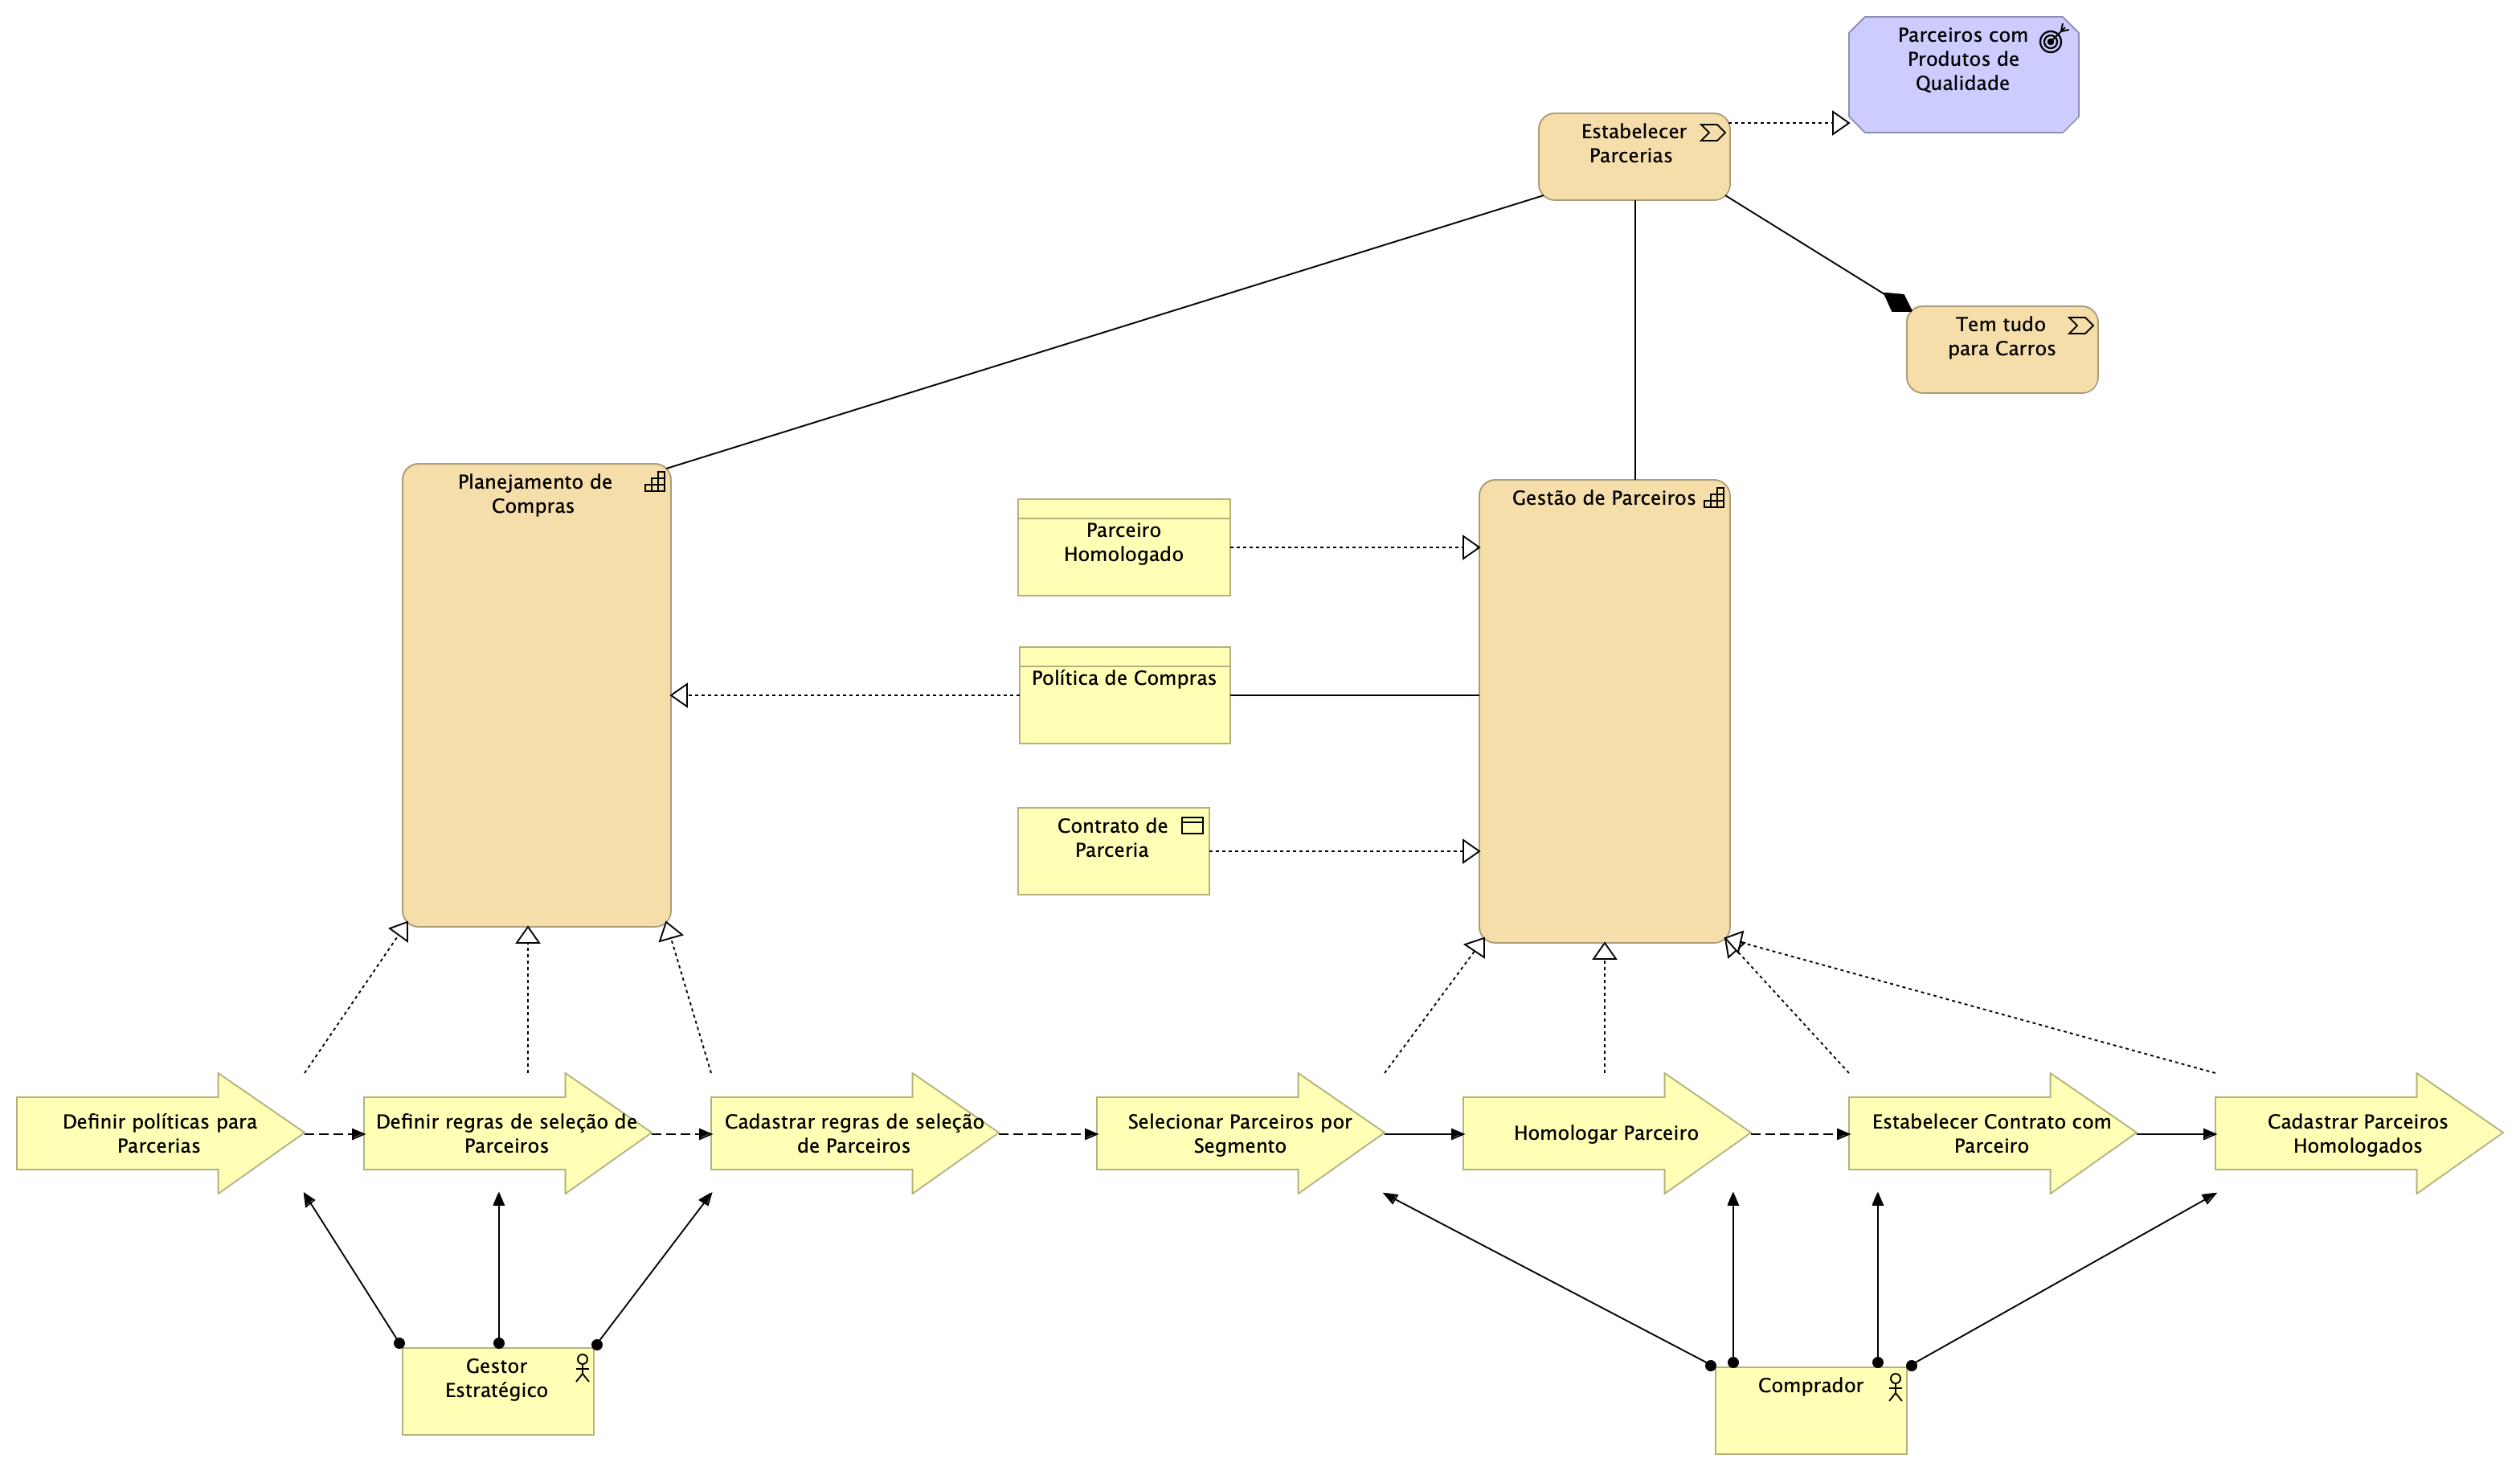 Parceiros com
Produtos de
Qualidade
Estabelecer
Parcerias
Tem tudo
para Carros
Planejamento de
Compras
Gestão de Parceiros
Parceiro
Homologado
Política de Compras
Contrato de
Parceria
Definir políticas para
Parcerias
Definir regras de seleção de
Parceiros
Cadastrar regras de seleção
de Parceiros
Selecionar Parceiros por
Segmento
Homologar Parceiro
Estabelecer Contrato com
Parceiro
Cadastrar Parceiros
Homologados
Gestor
Estratégico
Comprador